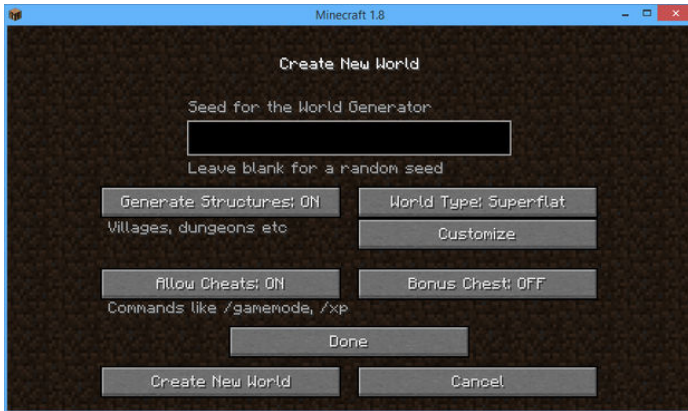 Minecraft 1.8
Create New World
Seed for the World Generator
Leave blank for a random seed
Generate Structures: ON
World Type: Superflat
Villages, dungeons etc
Customize
Allow Cheats: ON
Bonus Chest: OFF
Commands like /gamemode, /xp
Done
Create New World
Cancel